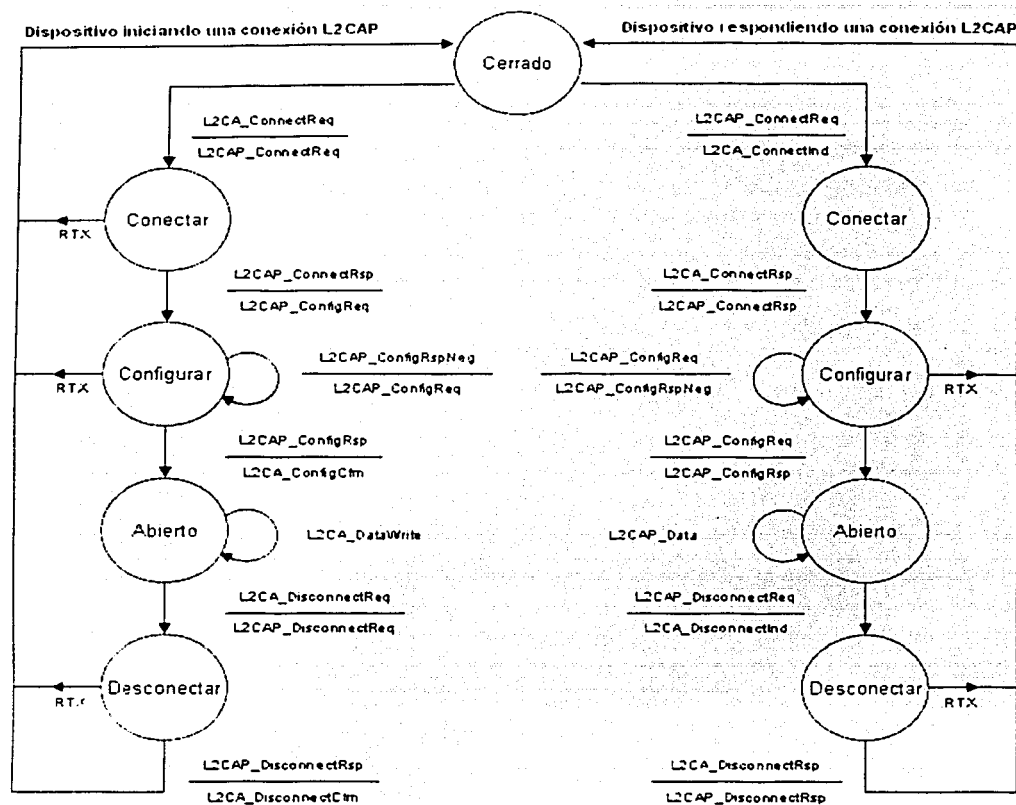 Dispositivo iniciando una conexión L2CAP
Dispositivo respondiendo una conexión L2CAP
Cerrado
L2CA_ConnectReq
L2CAP_ConnectReq
L2CAP_ConnectReq
L2CA_ConnectInd
Conectar
RTX
Conectar
L2CAP_ConnectRsp
L2CAP_ConfigReq
L2CA_ConnectRsp
L2CAP_ConnectRsp
Configurar
RTX
L2CAP_ConfigRspNeg
L2CAP_ConfigReq
L2CAP_ConfigReq
L2CAP_ConfigRspNeg
Configurar
RTX
L2CAP_ConfigRsp
L2CA_ConfigCfm
L2CAP_ConfigReq
L2CAP_ConfigRsp
Abierto
L2CA_DataWrite
L2CAP_Data
Abierto
L2CA_DisconnectReq
L2CAP_DisconnectReq
L2CAP_DisconnectReq
L2CA_DisconnectInd
Desconectar
RTX
Desconectar
RTX
L2CAP_DisconnectRsp
L2CA_DisconnectCfm
L2CA_DisconnectRsp
L2CAP_DisconnectRsp